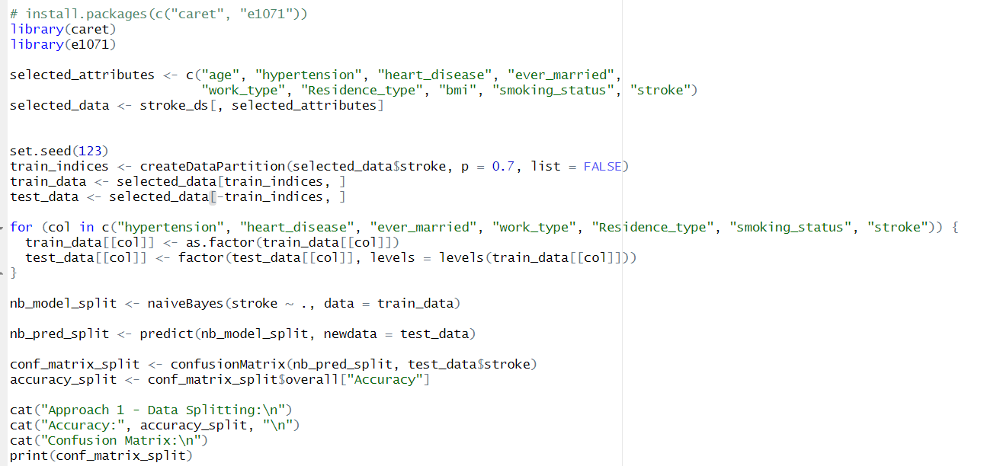 # install.packages(c("caret", "e1071"))
library(caret)
library(e1071)
selected_attributes <- c("age", "hypertension", "heart_disease", "ever_married",
"work_type", "Residence_type", "bmi", "smoking_status", "stroke")
selected_data <- stroke_ds[, selected_attributes]
set.seed(123)
train_indices <- createDataPartition(selected_data$stroke, p = 0.7, list = FALSE)
train_data <- selected_data[train_indices, ]
test_data <- selected_data[-train_indices, ]
for (col in c("hypertension", "heart_disease", "ever_married", "work_type", "Residence_type", "smoking_status", "stroke")) {
train_data[[col]] <- as.factor(train_data[[col]])
test_data[[col]] <- factor(test_data[[col]], levels = levels(train_data[[col]]))
}
nb_model_split <- naiveBayes(stroke ~ ., data = train_data)
nb_pred_split <- predict(nb_model_split, newdata = test_data)
conf_matrix_split <- confusionMatrix(nb_pred_split, test_data$stroke)
accuracy_split <- conf_matrix_split$overall["Accuracy"]
cat("Approach 1 - Data Splitting:\n")
cat("Accuracy:", accuracy_split, "\n")
cat("Confusion Matrix:\n")
print(conf_matrix_split)